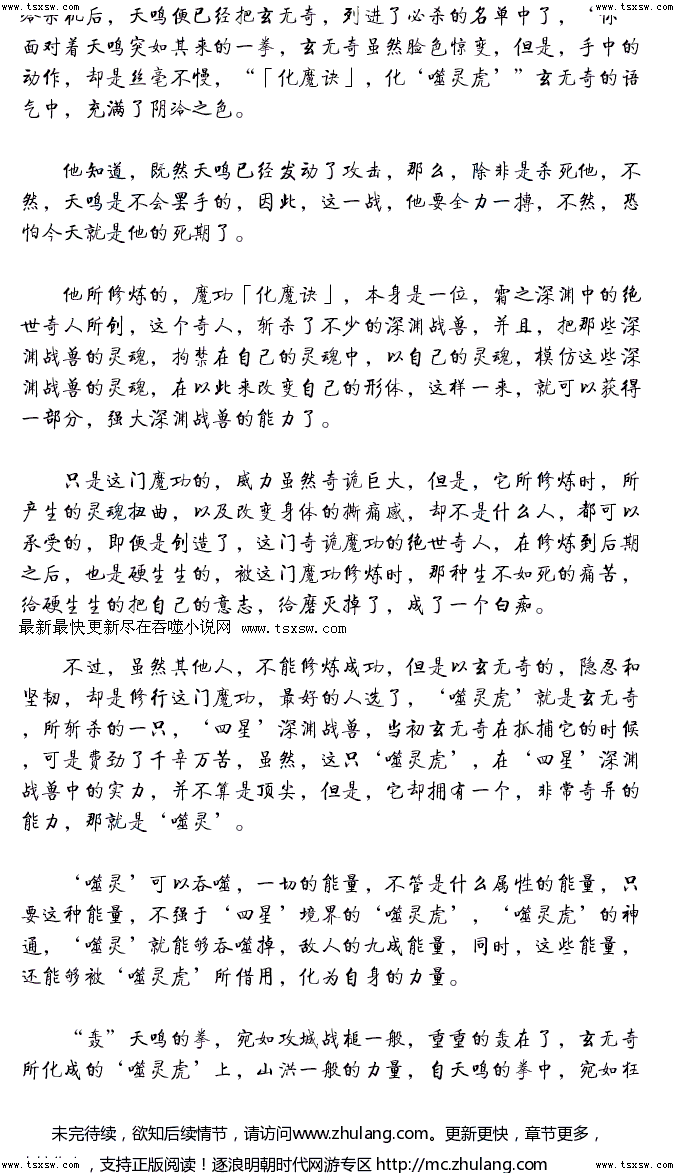 www.tsxsw.com www.tsxsw.com www.tsxsw.com www.tsxsw.com www.tsxsw.com www.tsxsw.com
杀机后，天鸣便已经把玄无奇，列进了必杀的名单中了，‘你’
面对着天鸣突如其来的一拳，玄无奇虽然脸色惊变，但是，手中的
动作，却是丝毫不慢，“「化魔诀」，化‘噬灵虎’”玄无奇的语
气中，充满了阴冷之色。
他知道，既然天鸣已经发动了攻击，那么，除非是杀死他，不
然，天鸣是不会罢手的，因此，这一战，他要全力一搏，不然，恐
怕今天就是他的死期了。
他所修炼的，魔功「化魔诀」，本身是一位，霜之深渊中的绝
世奇人所创，这个奇人，斩杀了不少的深渊战兽，并且，把那些深
渊战兽的灵魂，拘禁在自己的灵魂中，以自己的灵魂，模仿这些深
渊战兽的灵魂，在以此来改变自己的形体，这样一来，就可以获得
一部分，强大深渊战兽的能力了。
只是这门魔功的，威力虽然奇诡巨大，但是，它所修炼时，所
产生的灵魂扭曲，以及改变身体的撕痛感，却不是什么人，都可以
承受的，即便是创造了，这门奇诡魔功的绝世奇人，在修炼到后期
之后，也是硬生生的，被这门魔功修炼时，那种生不如死的痛苦，
给硬生生的把自己的意志，给磨灭掉了，成了一个白痴。
最新最快更新尽在吞噬小说网 www.tsxsw.com
不过，虽然其他人，不能修炼成功，但是以玄无奇的，隐忍和
坚韧，却是修行这门魔功，最好的人选了，‘噬灵虎’就是玄无奇
，所斩杀的一只，‘四星’深渊战兽，当初玄无奇在抓捕它的时候
，可是费劲了千辛万苦，虽然，这只‘噬灵虎’，在‘四星’深渊
战兽中的实力，并不算是顶尖，但是，它却拥有一个，非常奇异的
能力，那就是‘噬灵’。
‘噬灵’可以吞噬，一切的能量，不管是什么属性的能量，只
要这种能量，不强于‘四星’境界的‘噬灵虎’，‘噬灵虎’的神
通，‘噬灵’就能够吞噬掉，敌人的九成能量，同时，这些能量，
还能够被‘噬灵虎’所借用，化为自身的力量。
“轰”天鸣的拳，宛如攻城战槌一般，重重的轰在了，玄无奇
所化成的‘噬灵虎’上，山洪一般的力量，自天鸣的拳中，宛如狂
未完待续，欲知后续情节，请访问www.zhulang.com。更新更快，章节更多，
，支持正版阅读！逐浪明朝时代网游专区 http://mc.zhulang.com
www.tsxsw.com www.tsxsw.com www.tsxsw.com www.tsxsw.com www.tsxsw.com www.tsxsw.com